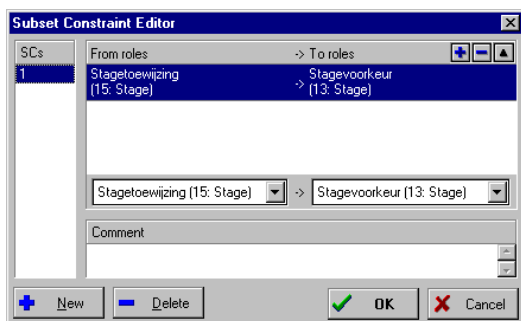 Subset Constraint Editor
SCs
From roles -> To roles
1
Stagetoewijzing -> Stagevoorkeur
(15: Stage) (13: Stage)
Stagetoewijzing (15: Stage) -> Stagevoorkeur (13: Stage)
Comment
New Delete OK Cancel